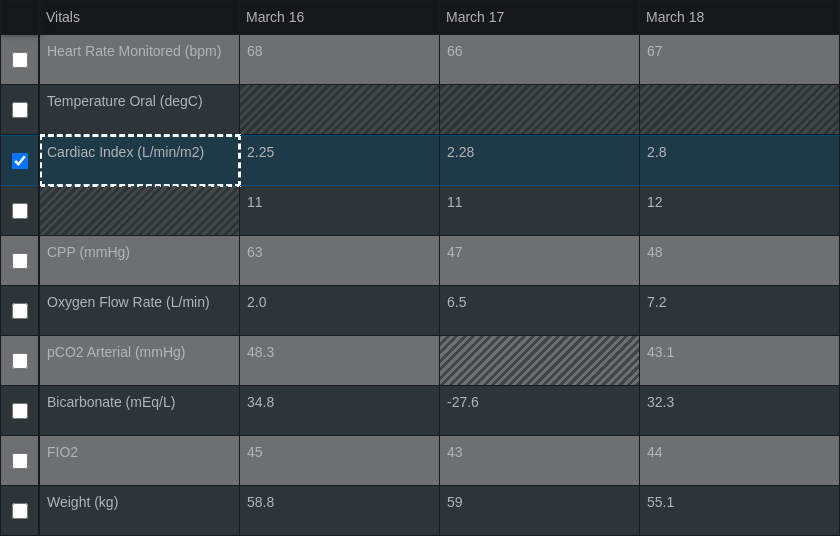 Vitals March 16 March 17 March 18
Heart Rate Monitored (bpm) 68 66 67
Temperature Oral (degC)
Cardiac Index (L/min/m2) 2.25 2.28 2.8
11 11 12
CPP (mmHg) 63 47 48
Oxygen Flow Rate (L/min) 2.0 6.5 7.2
pCO2 Arterial (mmHg) 48.3 43.1
Bicarbonate (mEq/L) 34.8 -27.6 32.3
FIO2 45 43 44
Weight (kg) 58.8 59 55.1